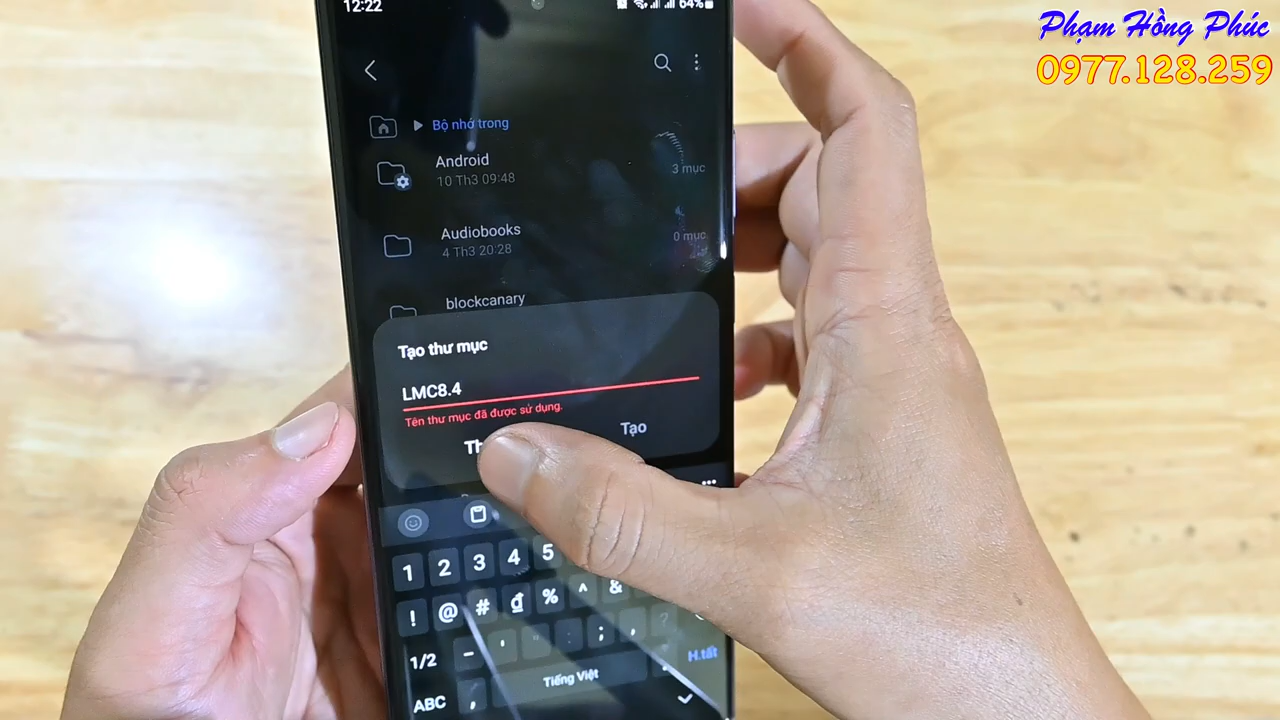 12:22
64%
Phạm Hồng Phúc
0977.128.259
Bộ nhớ trong
Android
10 Th3 09:48
3 mục
Audiobooks
4 Th3 20:28
0 mục
blockcanary
Tạo thư mục
LMC8.4
Tên thư mục đã được sử dụng.
Tạo
1 2 3 4 5
! @ # ₫ % ^ &
1/2 - ' " : ; , ?
H.tất
ABC , Tiếng Việt .